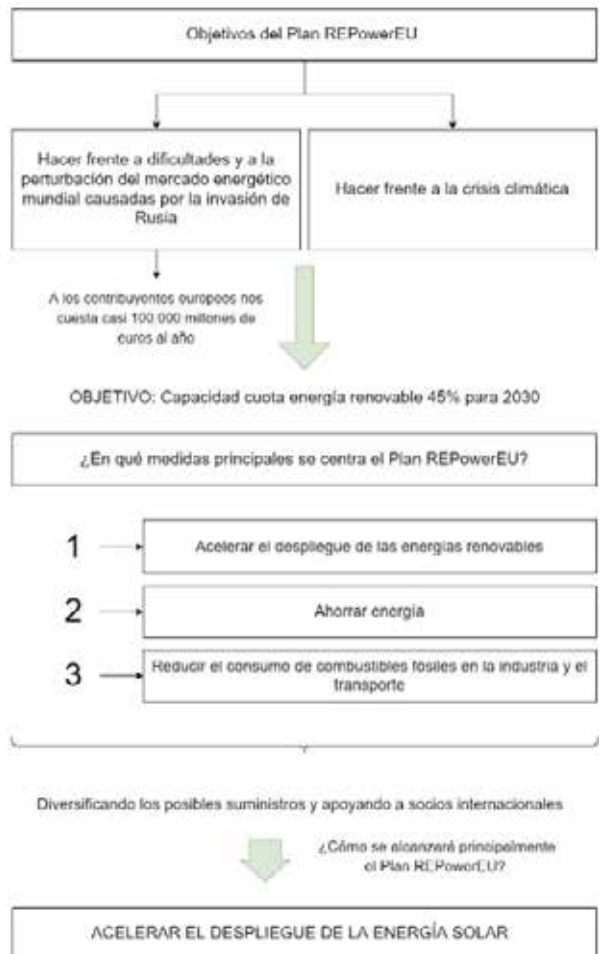 Objetivos del Plan REPowerEU
Hacer frente a dificultades y a la
perturbación del mercado energético
mundial causadas por la invasión de
Rusia
Hacer frente a la crisis climática
A los contribuyentes europeos nos
cuesta casi 100.000 millones de
euros al año
OBJETIVO: Capacidad cuota energía renovable 45% para 2030
¿En qué medidas principales se centra el Plan REPowerEU?
1
Acelerar el despliegue de las energías renovables
2
Ahorrar energía
3
Reducir el consumo de combustibles fósiles en la industria y el
transporte
Diversificando los posibles suministros y apoyando a socios internacionales
¿Cómo se alcanzará principalmente
el Plan REPowerEU?
ACELERAR EL DESPLIEGUE DE LA ENERGÍA SOLAR